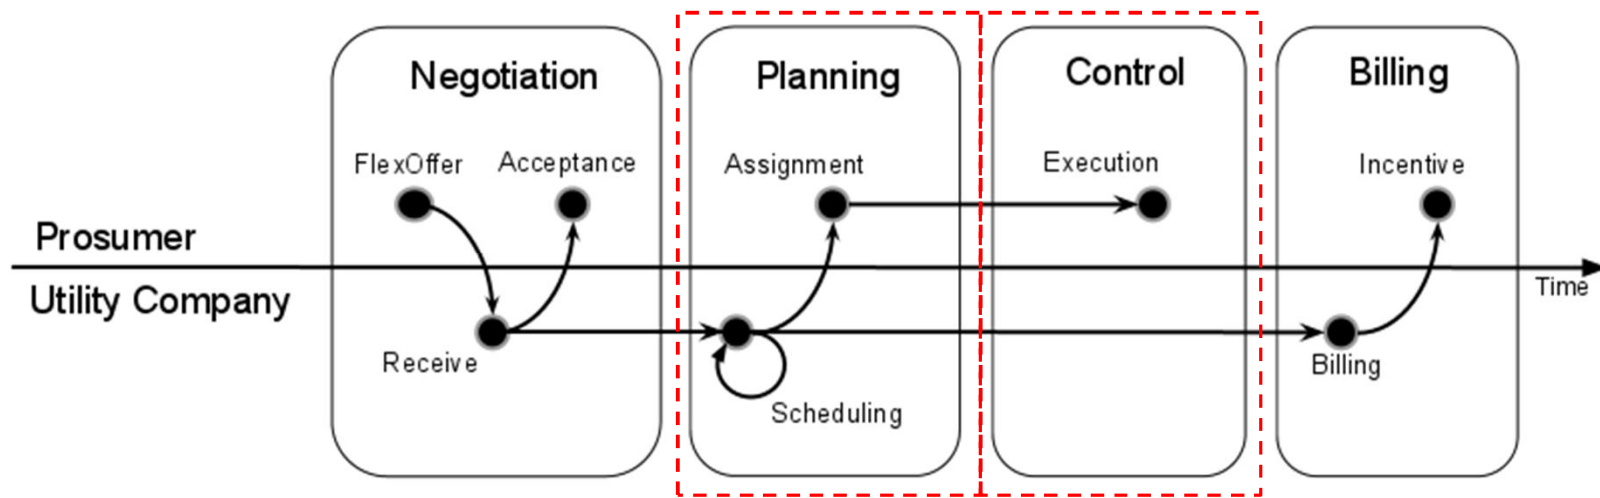 Negotiation
Planning
Control
Billing
FlexOffer
Acceptance
Assignment
Execution
Incentive
Prosumer
Utility Company
Time
Receive
Scheduling
Billing